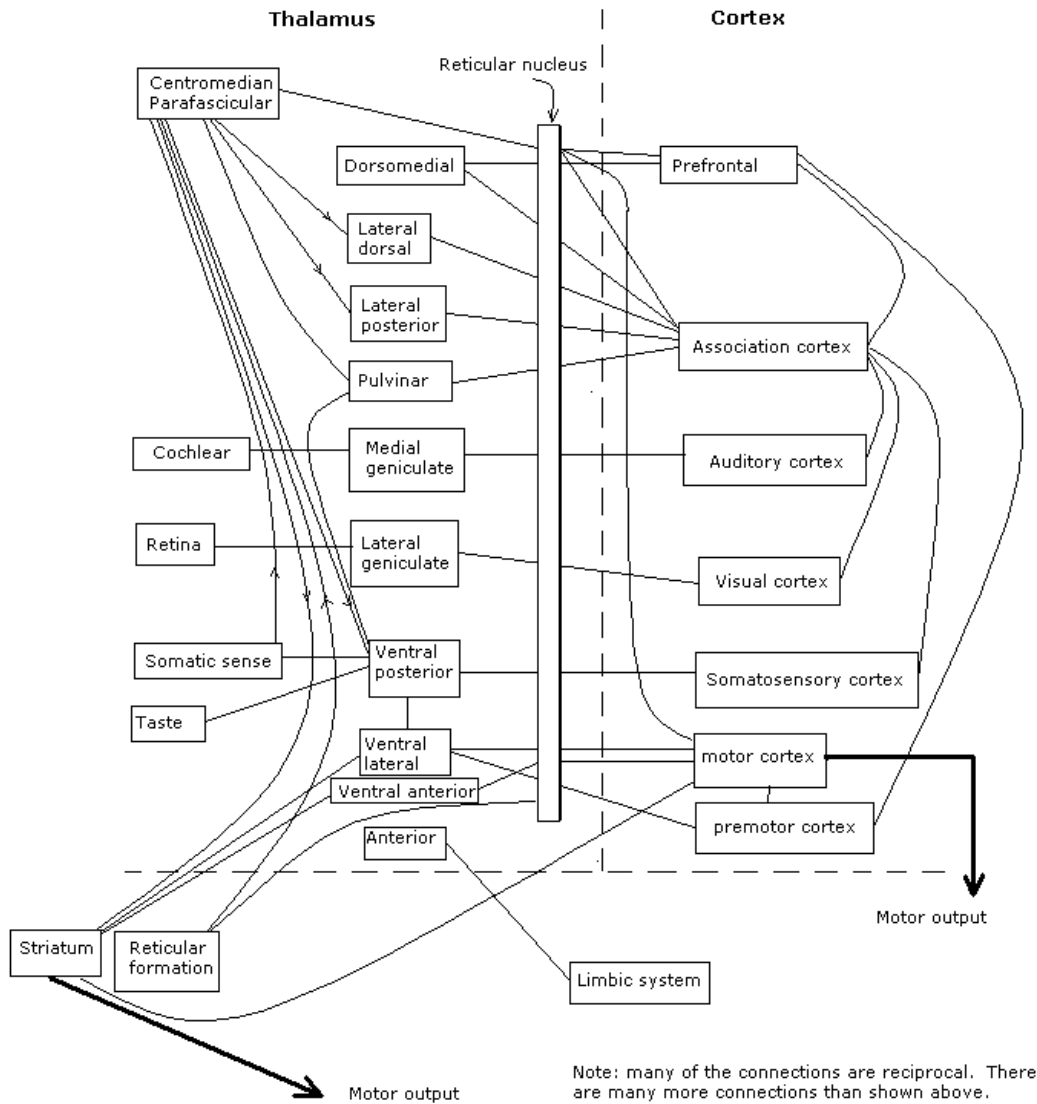 Thalamus
Cortex
Reticular nucleus
Centromedian
Parafascicular
Dorsomedial
Prefrontal
Lateral
dorsal
Lateral
posterior
Association cortex
Pulvinar
Cochlear
Medial
geniculate
Auditory cortex
Retina
Lateral
geniculate
Visual cortex
Somatic sense
Ventral
posterior
Somatosensory cortex
Taste
Ventral
lateral
motor cortex
Ventral anterior
premotor cortex
Anterior
Motor output
Striatum
Reticular
formation
Limbic system
Motor output
Note: many of the connections are reciprocal. There
are many more connections than shown above.